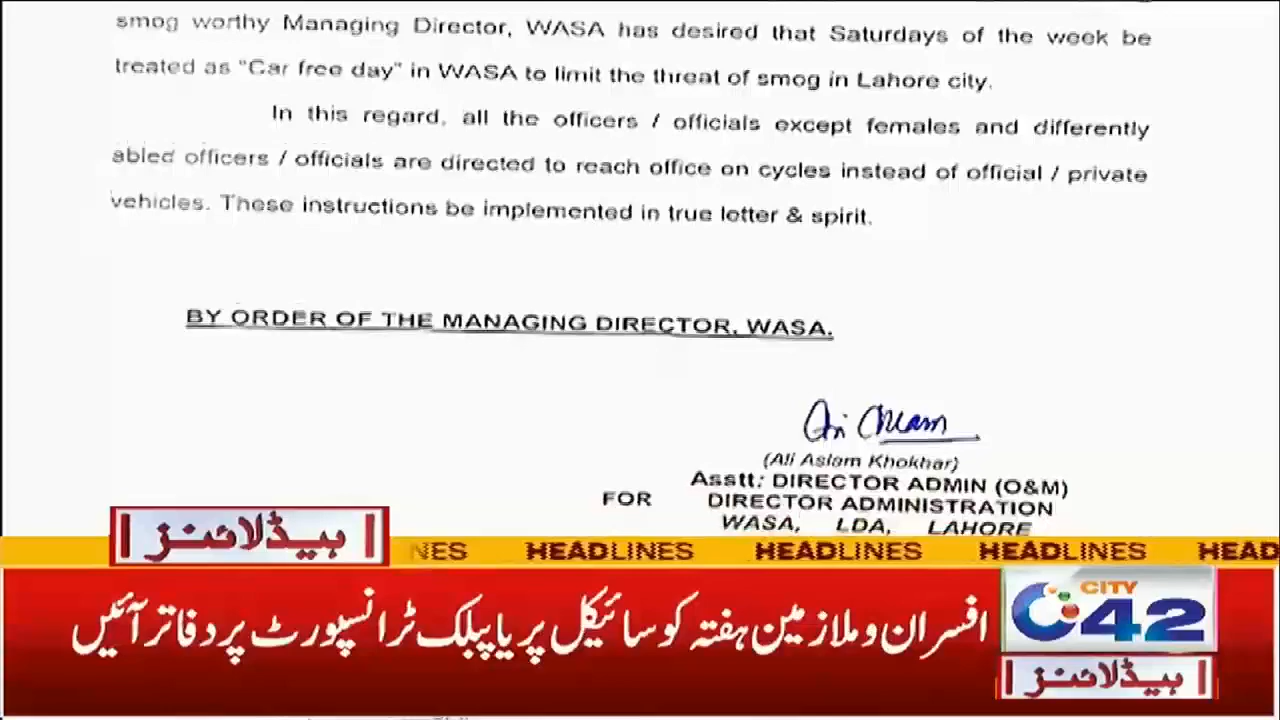 smog worthy Managing Director, WASA has desired that Saturdays of the week be
treated as "Car free day" in WASA to limit the threat of smog in Lahore city.
In this regard, all the officers / officials except females and differently
abled officers / officials are directed to reach office on cycles instead of official / private
vehicles. These instructions be implemented in true letter & spirit.
BY ORDER OF THE MANAGING DIRECTOR, WASA.
(Ali Aslam Khokhar)
Asstt: DIRECTOR ADMIN (O&M)
FOR DIRECTOR ADMINISTRATION
WASA, LDA, LAHORE
ہیڈلائنز
NES HEADLINES HEADLINES HEADLINES HEAD
افسران و ملازمین ہفتہ کو سائیکل پر یا پبلک ٹرانسپورٹ پر دفاتر آئیں
CITY
42
ہیڈلائنز